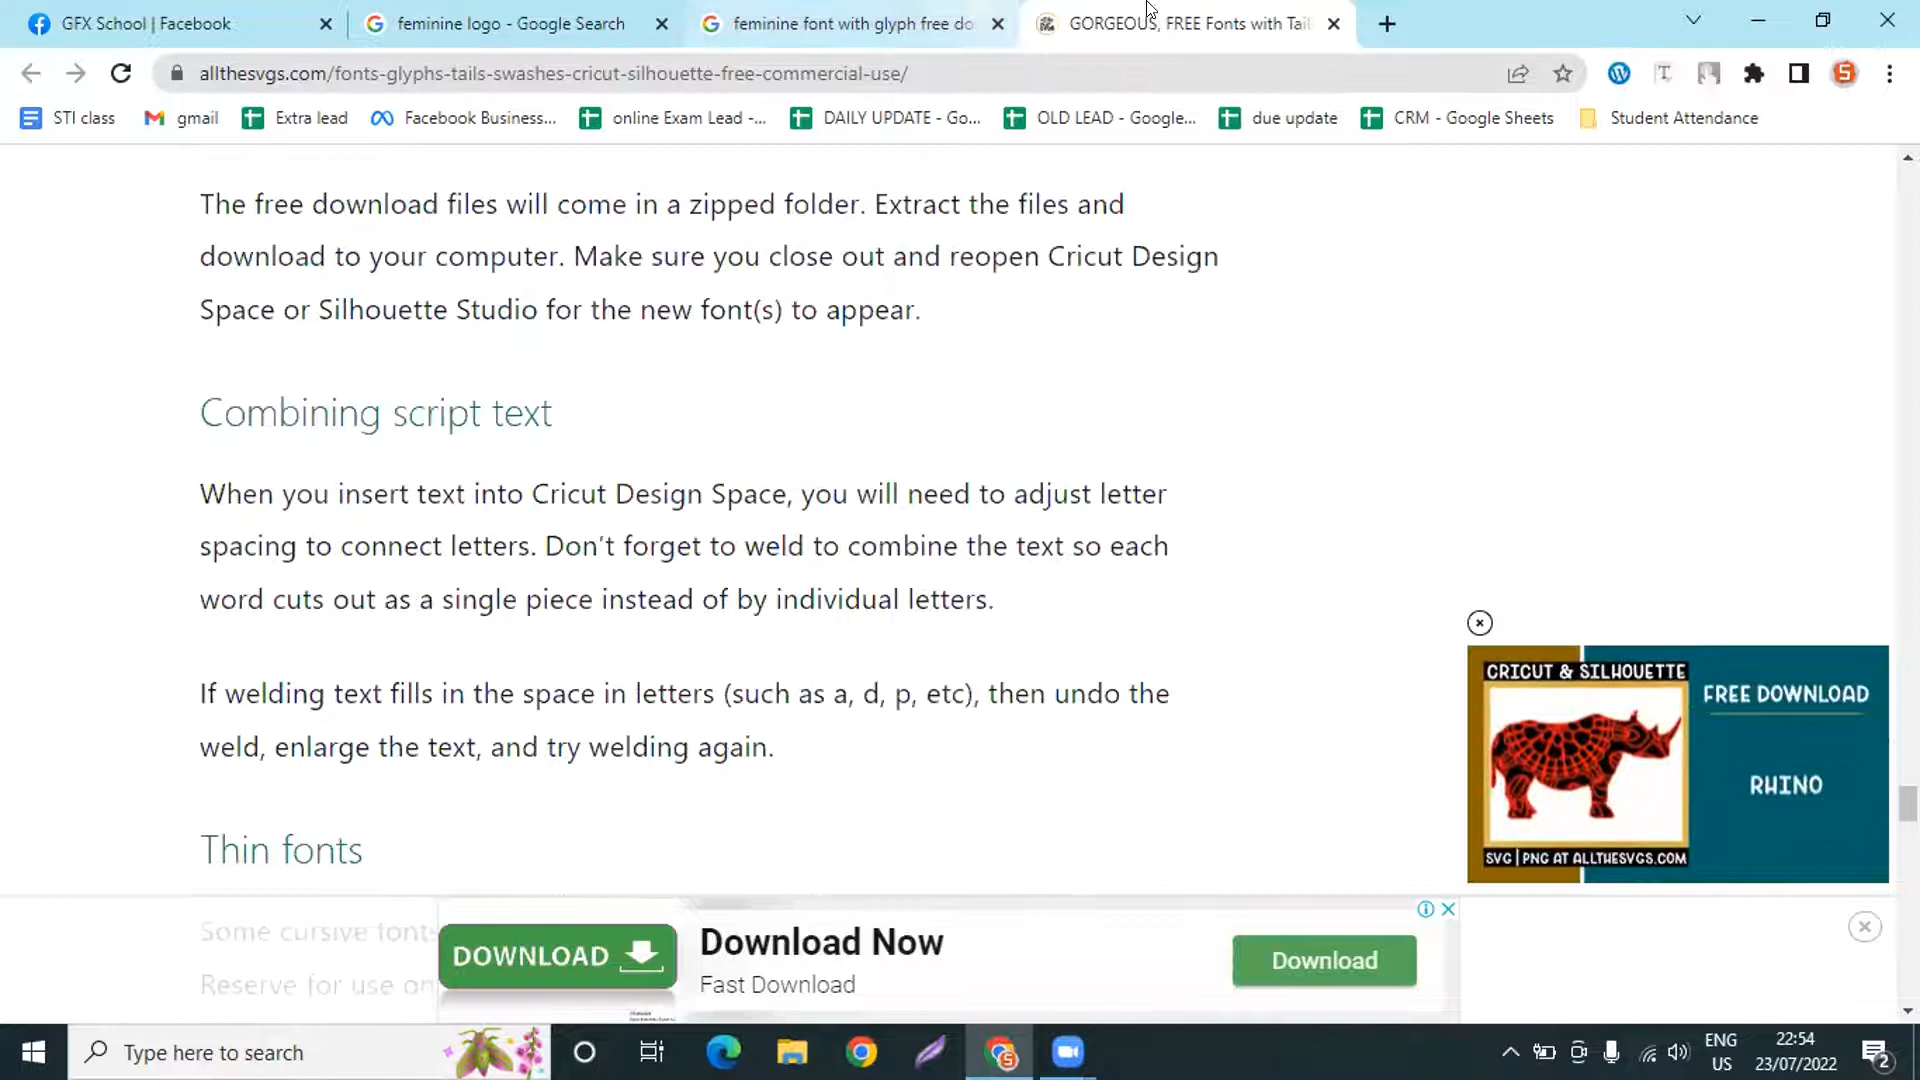 GFX School | Facebook
feminine logo - Google Search
feminine font with glyph free do
GORGEOUS, FREE Fonts with Tail
allthesvgs.com/fonts-glyphs-tails-swashes-cricut-silhouette-free-commercial-use/
STI class
gmail
Extra lead
Facebook Business...
online Exam Lead -...
DAILY UPDATE - Go...
OLD LEAD - Google...
due update
CRM - Google Sheets
Student Attendance
The free download files will come in a zipped folder. Extract the files and
download to your computer. Make sure you close out and reopen Cricut Design
Space or Silhouette Studio for the new font(s) to appear.
Combining script text
When you insert text into Cricut Design Space, you will need to adjust letter
spacing to connect letters. Don't forget to weld to combine the text so each
word cuts out as a single piece instead of by individual letters.
If welding text fills in the space in letters (such as a, d, p, etc), then undo the
weld, enlarge the text, and try welding again.
CRICUT & SILHOUETTE
FREE DOWNLOAD
RHINO
SVG | PNG AT ALLTHESVGS.COM
Thin fonts
Some cursive fonts
Reserve for use on
DOWNLOAD
Download Now
Fast Download
Download
Type here to search
ENG
US
22:54
23/07/2022
2